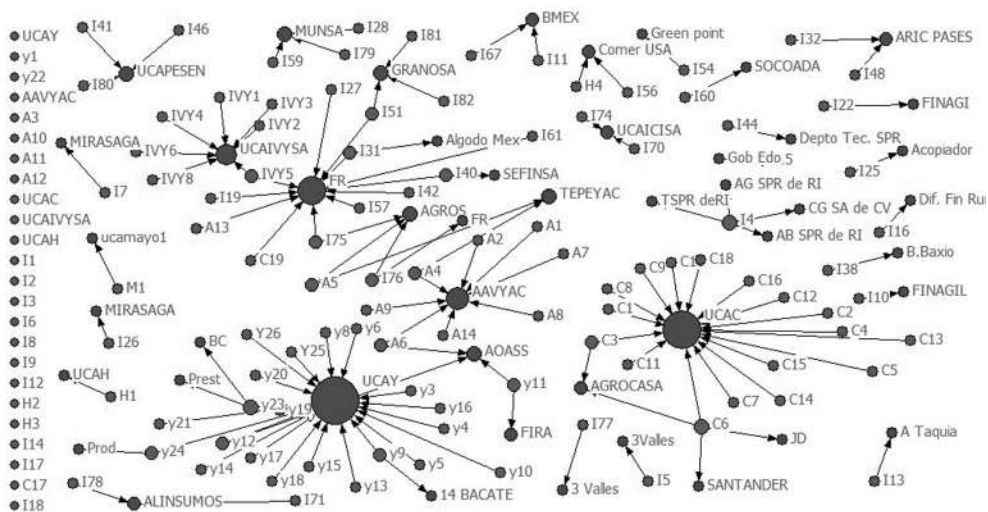 UCAY
y1
y22
AAVYAC
A3
A10
A11
A12
UCAC
UCAIVYSA
UCAH
I1
I2
I3
I6
I8
I9
I12
H2
H3
I14
I17
C17
I18
I41
I46
I80
UCAPESEN
MUNSA
I28
I59
I79
I81
GRANOSA
I82
I51
I27
BMEX
I67
I11
Comer USA
H4
I56
Green point
I54
SOCOADA
I60
I32
ARIC PASES
I48
I22
FINAGI
IVY1
IVY3
IVY4
IVY2
UCAIVYSA
IVY6
IVY8
IVY5
MIRASAGA
I7
I31
Algodo Mex
I61
FR
I40
SEFINSA
I19
I42
I57
A13
I75
C19
AGROS
TEPEYAC
FR
A5
I76
A4
A2
A1
A7
AAVYAC
A9
A14
A8
A6
I74
UCAICISA
I70
I44
Depto Tec. SPR
Gob Edo
5
I25
Acopiador
AG SPR de RI
TSPR deRI
I4
CG SA de CV
AB SPR de RI
I16
Dif. Fin Rur
I38
B.Baxio
I10
FINAGIL
ucamayo1
M1
MIRASAGA
I26
UCAH
H1
BC
Prest
Y26
y8
y6
Y25
y20
UCAY
AOASS
y3
y11
y23
y19
y16
y21
y4
FIRA
y12
Prod
y24
y17
y14
y15
y9
y5
y18
y13
y10
14 BACATE
I78
ALINSUMOS
I71
C9
C18
C8
C16
C1
C12
UCAC
C2
C3
C4
C13
C11
C15
C5
AGROCASA
C7
C14
C6
JD
SANTANDER
I77
3 Valles
3Valles
I5
A Taquia
I13